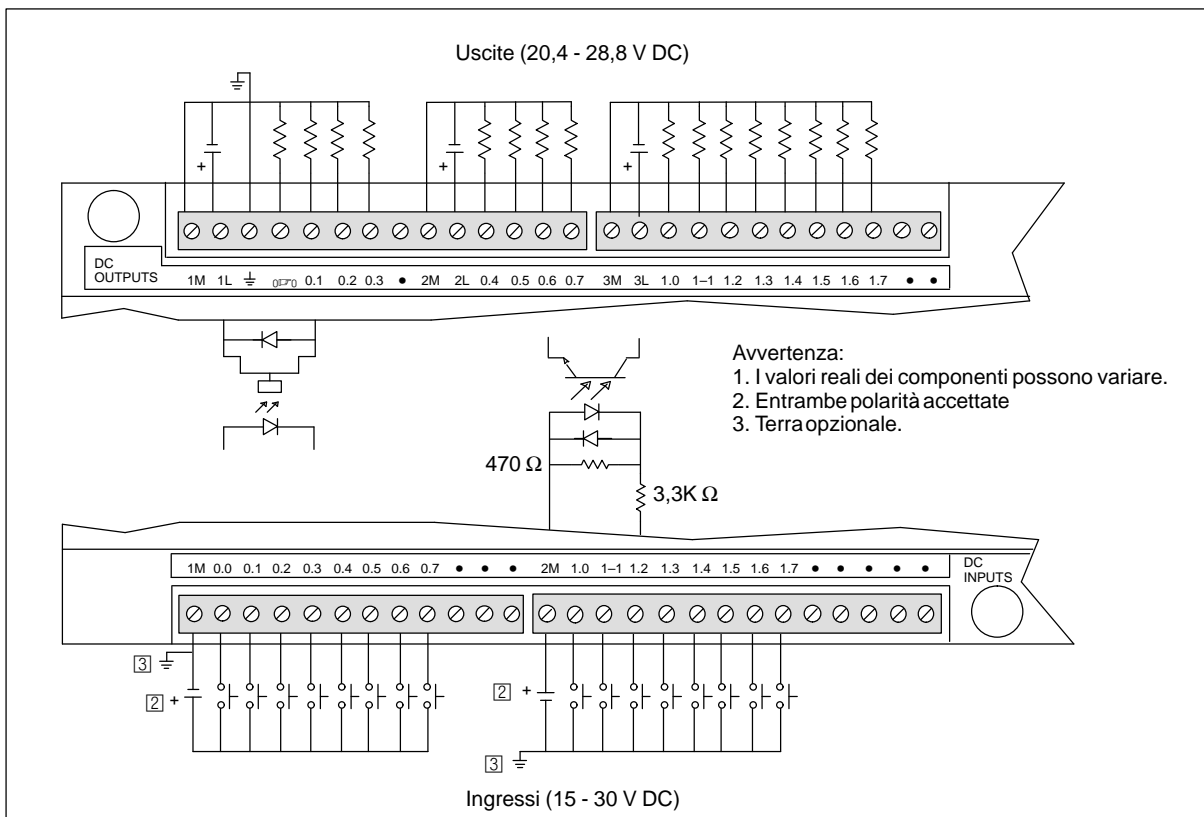 Uscite (20,4 - 28,8 V DC)
+ + +
DC
OUTPUTS
1M 1L 0.1 0.2 0.3 • 2M 2L 0.4 0.5 0.6 0.7 3M 3L 1.0 1–1 1.2 1.3 1.4 1.5 1.6 1.7 • •
Avvertenza:
1. I valori reali dei componenti possono variare.
2. Entrambe polarità accettate
3. Terra opzionale.
470 Ω
3,3K Ω
1M 0.0 0.1 0.2 0.3 0.4 0.5 0.6 0.7 • • • 2M 1.0 1–1 1.2 1.3 1.4 1.5 1.6 1.7 • • • • •
DC
INPUTS
3
2 +
2 +
3
Ingressi (15 - 30 V DC)